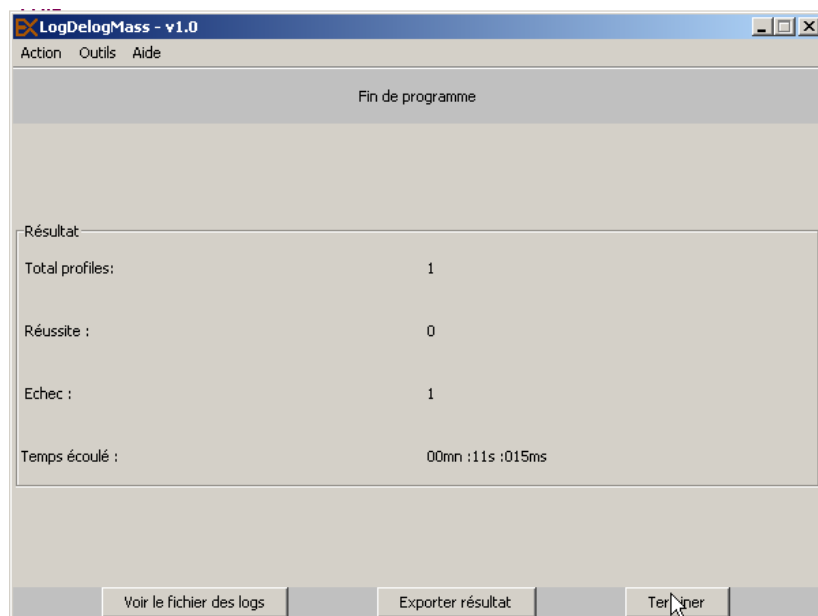 LogDelogMass - v1.0
Action Outils Aide
Fin de programme
Résultat
Total profiles: 1
Réussite : 0
Echec : 1
Temps écoulé : 00mn :11s :015ms
Voir le fichier des logs Exporter résultat Terminer